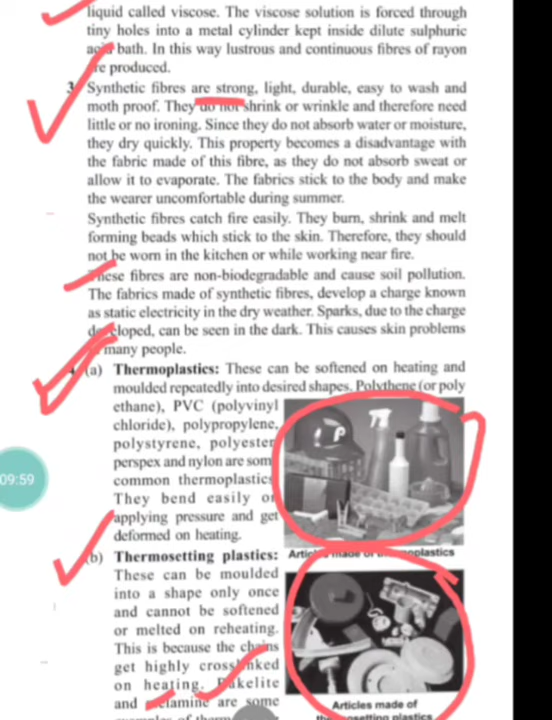 liquid called viscose. The viscose solution is forced through
tiny holes into a metal cylinder kept inside dilute sulphuric
acid bath. In this way lustrous and continuous fibres of rayon
are produced.
3 Synthetic fibres are strong, light, durable, easy to wash and
moth proof. They do not shrink or wrinkle and therefore need
little or no ironing. Since they do not absorb water or moisture,
they dry quickly. This property becomes a disadvantage with
the fabric made of this fibre, as they do not absorb sweat or
allow it to evaporate. The fabrics stick to the body and make
the wearer uncomfortable during summer.
Synthetic fibres catch fire easily. They burn, shrink and melt
forming beads which stick to the skin. Therefore, they should
not be worn in the kitchen or while working near fire.
These fibres are non-biodegradable and cause soil pollution.
The fabrics made of synthetic fibres, develop a charge known
as static electricity in the dry weather. Sparks, due to the charge
developed, can be seen in the dark. This causes skin problems
many people.
(a) Thermoplastics: These can be softened on heating and
moulded repeatedly into desired shapes. Polythene (or poly
ethane), PVC (polyvinyl
chloride), polypropylene,
polystyrene, polyester
perspex and nylon are som
09:59
common thermoplastics
They bend easily o
applying pressure and get
deformed on heating.
Articles made of thermoplastics
(b) Thermosetting plastics:
These can be moulded
into a shape only once
and cannot be softened
or melted on reheating.
This is because the chains
get highly cross linked
on heating. Bakelite
and melamine are some
Articles made of
thermosetting plastics
examples of